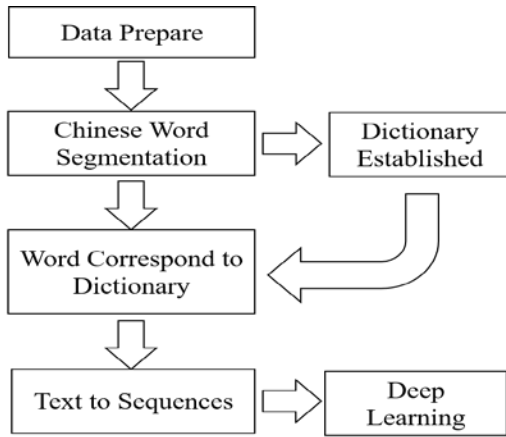 Data Prepare
Chinese Word
Segmentation
Dictionary
Established
Word Correspond to
Dictionary
Text to Sequences
Deep
Learning